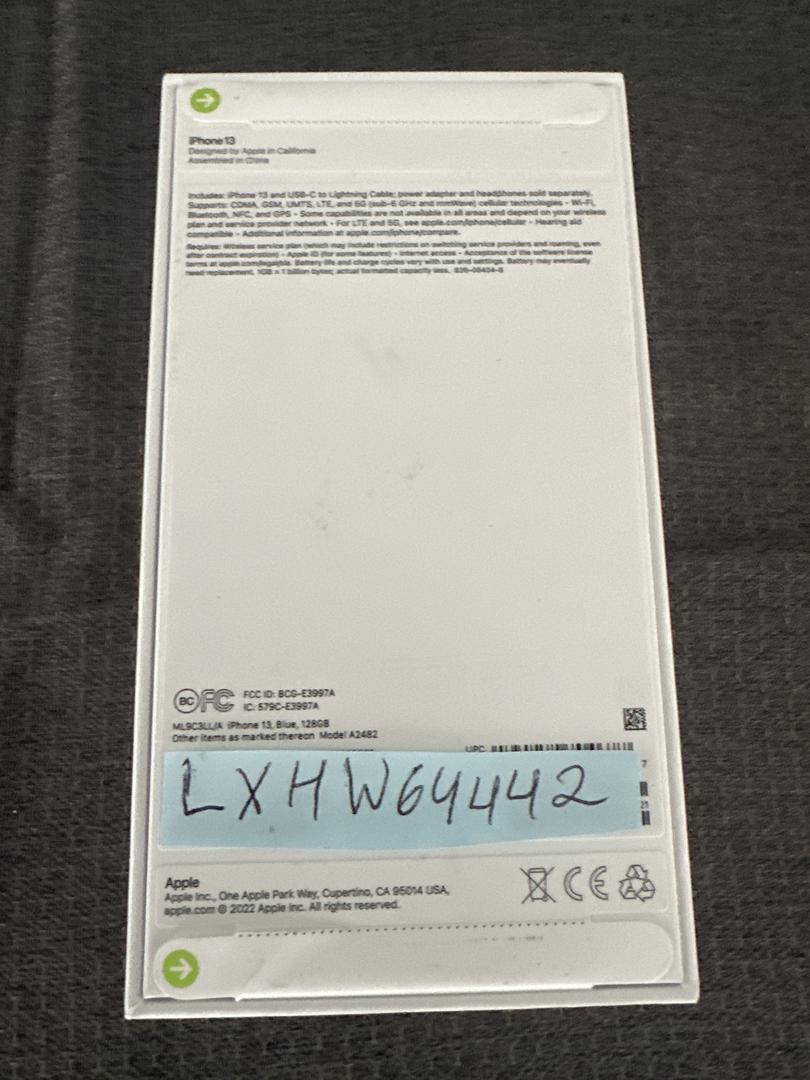 iPhone 13
Designed by Apple in California
Assembled in China
Includes: iPhone 13 and USB-C to Lightning Cable; power adapter and headphones sold separately.
Supports: CDMA, GSM, UMTS, LTE, and 5G (sub-6 GHz and mmWave) cellular technologies - Wi-Fi,
Bluetooth, NFC, and GPS - Some capabilities are not available in all areas and depend on your wireless
plan and service provider network - For LTE and 5G, see apple.com/iphone/cellular - Hearing aid
compatible - Additional information at apple.com/iphone/compare.
Requires: Wireless service plan (which may include restrictions on switching service providers and roaming, even
after contract expiration) - Apple ID (for some features) - Internet access - Acceptance of the software license
terms at apple.com/legal/sla. Battery life and charge cycles vary with use and settings. Battery may eventually
need replacement. 1GB = 1 billion bytes; actual formatted capacity less.
BC FC FCC ID: BCG-E3997A
IC: 579C-E3997A
ML9C3LL/A iPhone 13, Blue, 128GB
Other items as marked thereon Model A2482
UPC
7
LXHW64442
21
Apple
Apple Inc., One Apple Park Way, Cupertino, CA 95014 USA,
apple.com © 2022 Apple Inc. All rights reserved.
CE